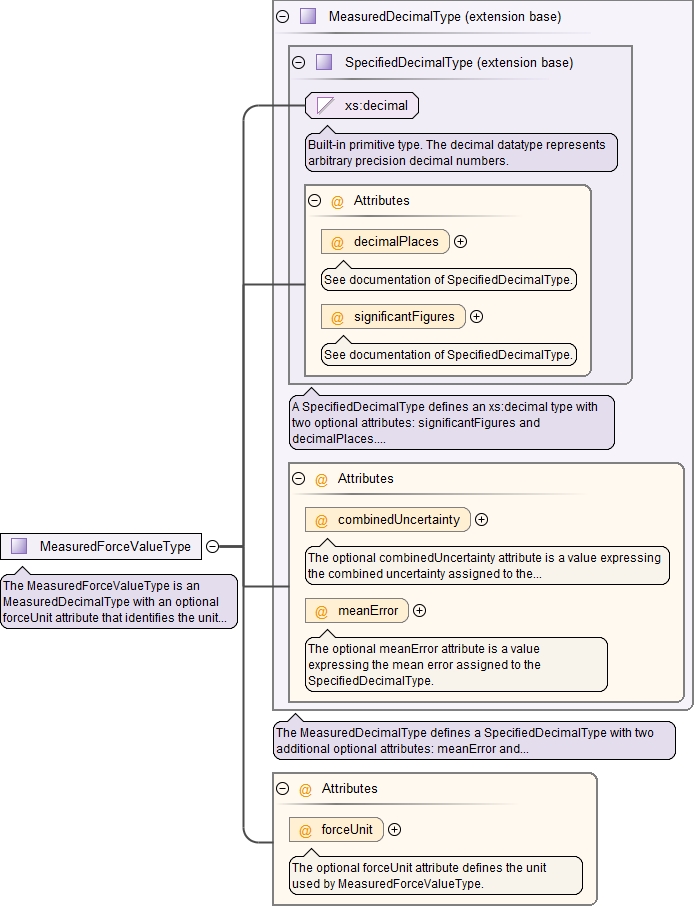 MeasuredDecimalType (extension base)
SpecifiedDecimalType (extension base)
xs:decimal
Built-in primitive type. The decimal datatype represents
arbitrary precision decimal numbers.
@ Attributes
@ decimalPlaces
See documentation of SpecifiedDecimalType.
@ significantFigures
See documentation of SpecifiedDecimalType.
A SpecifiedDecimalType defines an xs:decimal type with
two optional attributes: significantFigures and
decimalPlaces....
@ Attributes
@ combinedUncertainty
The optional combinedUncertainty attribute is a value expressing
the combined uncertainty assigned to the...
@ meanError
The optional meanError attribute is a value
expressing the mean error assigned to the
SpecifiedDecimalType.
MeasuredForceValueType
The MeasuredForceValueType is an
MeasuredDecimalType with an optional
forceUnit attribute that identifies the unit...
The MeasuredDecimalType defines a SpecifiedDecimalType with two
additional optional attributes: meanError and...
@ Attributes
@ forceUnit
The optional forceUnit attribute defines the unit
used by MeasuredForceValueType.